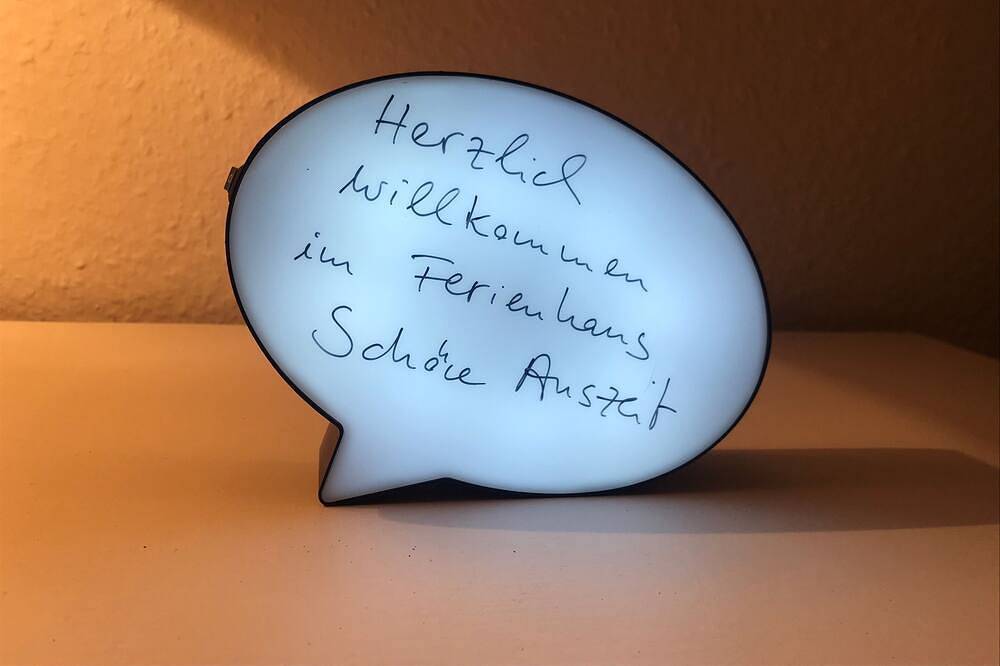 Herzlich
willkommen
im Ferienhaus
Schöne Auszeit